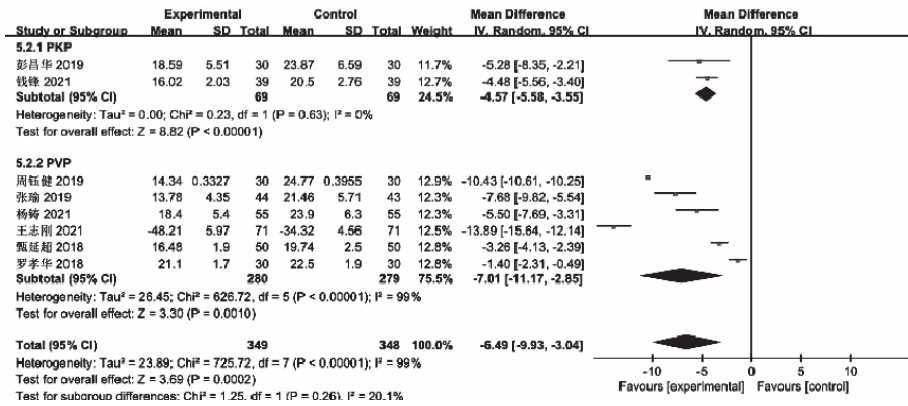 Experimental Control Mean Difference Mean Difference
Study or Subgroup Mean SD Total Mean SD Total Weight IV. Random. 95% CI IV. Random. 95% CI
5.2.1 PKP
彭昌华 2019 18.59 5.51 30 23.87 6.59 30 11.7% -5.28 [-8.35, -2.21]
钱锋 2021 16.02 2.03 39 20.5 2.76 39 12.7% -4.48 [-5.56, -3.40]
Subtotal (95% CI) 69 69 24.5% -4.57 [-5.58, -3.55]
Heterogeneity: Tau² = 0.00; Chi² = 0.23, df = 1 (P = 0.63); I² = 0%
Test for overall effect: Z = 8.82 (P < 0.00001)
5.2.2 PVP
周钰健 2019 14.34 0.3327 30 24.77 0.3955 30 12.9% -10.43 [-10.61, -10.25]
张瑜 2019 13.78 4.35 44 21.46 5.71 43 12.3% -7.68 [-9.82, -5.54]
杨铸 2021 18.4 5.4 55 23.9 6.3 55 12.2% -5.50 [-7.69, -3.31]
王志刚 2021 -48.21 5.97 71 -34.32 4.56 71 12.5% -13.89 [-15.64, -12.14]
甄延超 2018 16.48 1.9 50 19.74 2.5 50 12.8% -3.26 [-4.13, -2.39]
罗孝华 2018 21.1 1.7 30 22.5 1.9 30 12.8% -1.40 [-2.31, -0.49]
Subtotal (95% CI) 280 279 75.5% -7.01 [-11.17, -2.85]
Heterogeneity: Tau² = 26.45; Chi² = 626.72, df = 5 (P < 0.00001); I² = 99%
Test for overall effect: Z = 3.30 (P = 0.0010)
Total (95% CI) 349 348 100.0% -6.49 [-9.93, -3.04]
Heterogeneity: Tau² = 23.89; Chi² = 725.72, df = 7 (P < 0.00001); I² = 99%
Test for overall effect: Z = 3.69 (P = 0.0002)
Test for subgroup differences: Chi² = 1.25, df = 1 (P = 0.26), I² = 20.1%
-10 -5 0 5 10
Favours [experimental] Favours [control]